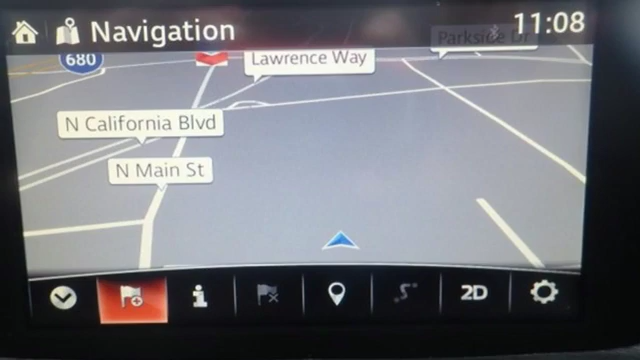 Navigation
11:08
Parkside Dr
680
Lawrence Way
N California Blvd
N Main St
2D